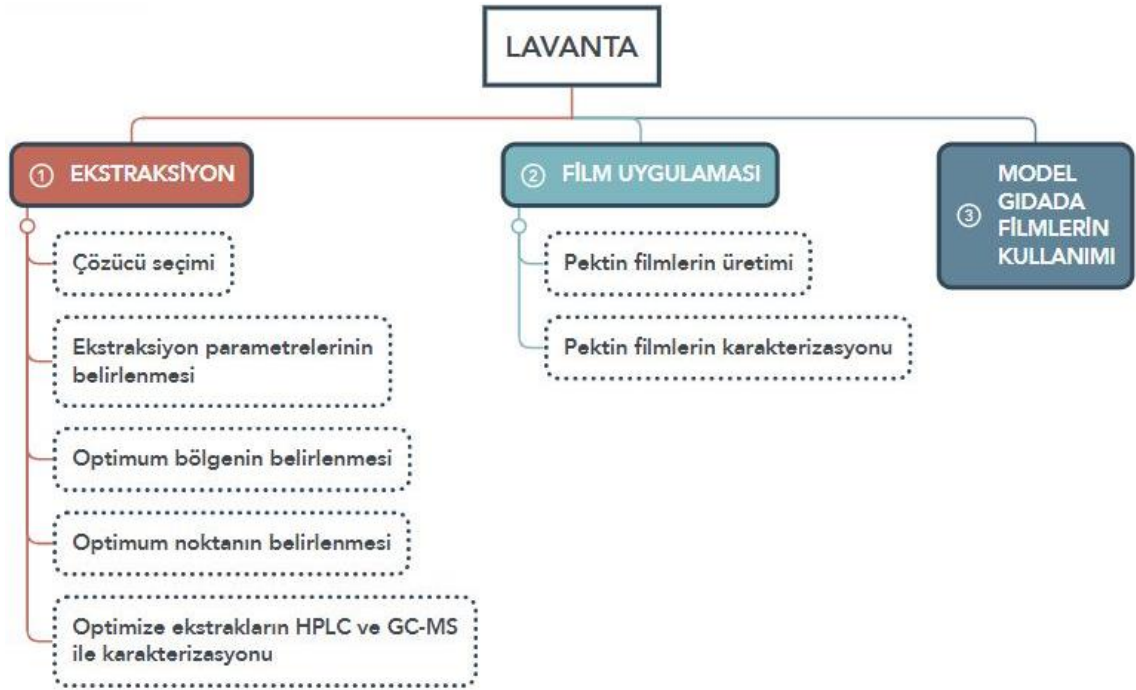 LAVANTA
① EKSTRAKSİYON
Çözücü seçimi
Ekstraksiyon parametrelerinin
belirlenmesi
Optimum bölgenin belirlenmesi
Optimum noktanın belirlenmesi
Optimize ekstrakların HPLC ve GC-MS
ile karakterizasyonu
② FİLM UYGULAMASI
Pektin filmlerin üretimi
Pektin filmlerin karakterizasyonu
③ MODEL
GIDADA
FİLMLERİN
KULLANIMI